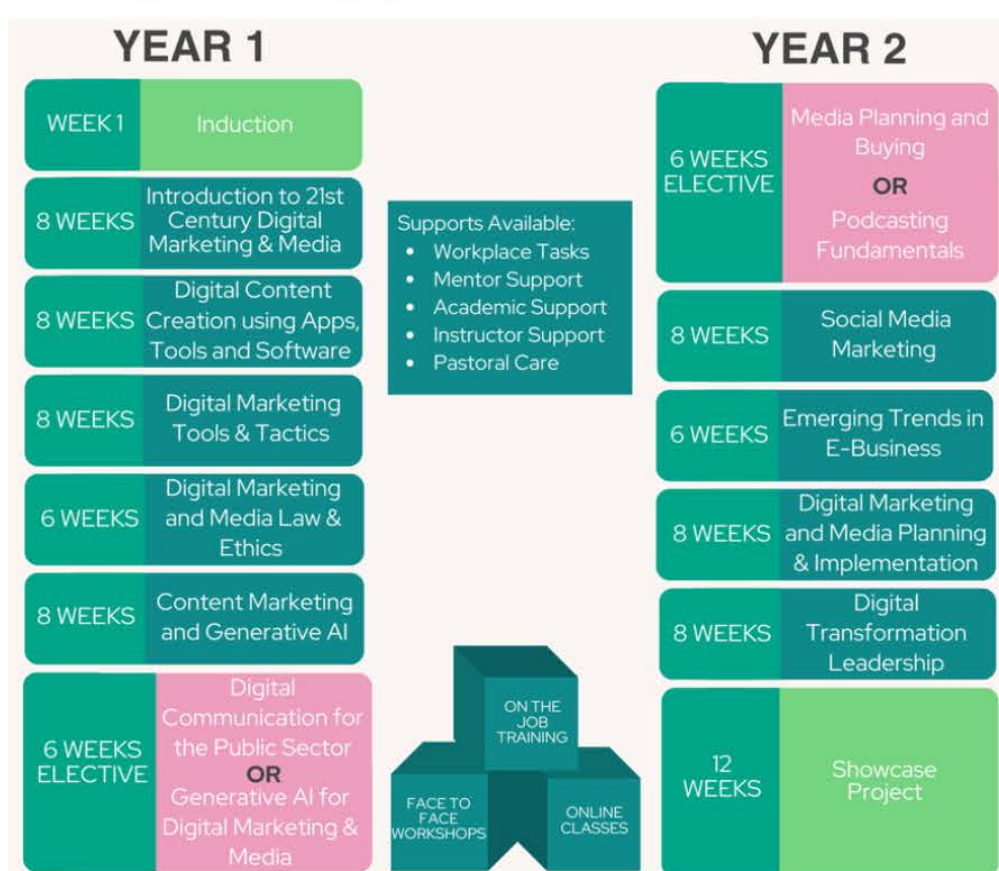 YEAR 1
WEEK 1
Induction
8 WEEKS
Introduction to 21st
Century Digital
Marketing & Media
8 WEEKS
Digital Content
Creation using Apps,
Tools and Software
8 WEEKS
Digital Marketing
Tools & Tactics
6 WEEKS
Digital Marketing
and Media Law &
Ethics
8 WEEKS
Content Marketing
and Generative AI
6 WEEKS
ELECTIVE
Digital
Communication for
the Public Sector
OR
Generative AI for
Digital Marketing &
Media
Supports Available:
• Workplace Tasks
• Mentor Support
• Academic Support
• Instructor Support
• Pastoral Care
ON THE
JOB
TRAINING
FACE TO
FACE
WORKSHOPS
ONLINE
CLASSES
YEAR 2
6 WEEKS
ELECTIVE
Media Planning and
Buying
OR
Podcasting
Fundamentals
8 WEEKS
Social Media
Marketing
6 WEEKS
Emerging Trends in
E-Business
8 WEEKS
Digital Marketing
and Media Planning
& Implementation
8 WEEKS
Digital
Transformation
Leadership
12
WEEKS
Showcase
Project